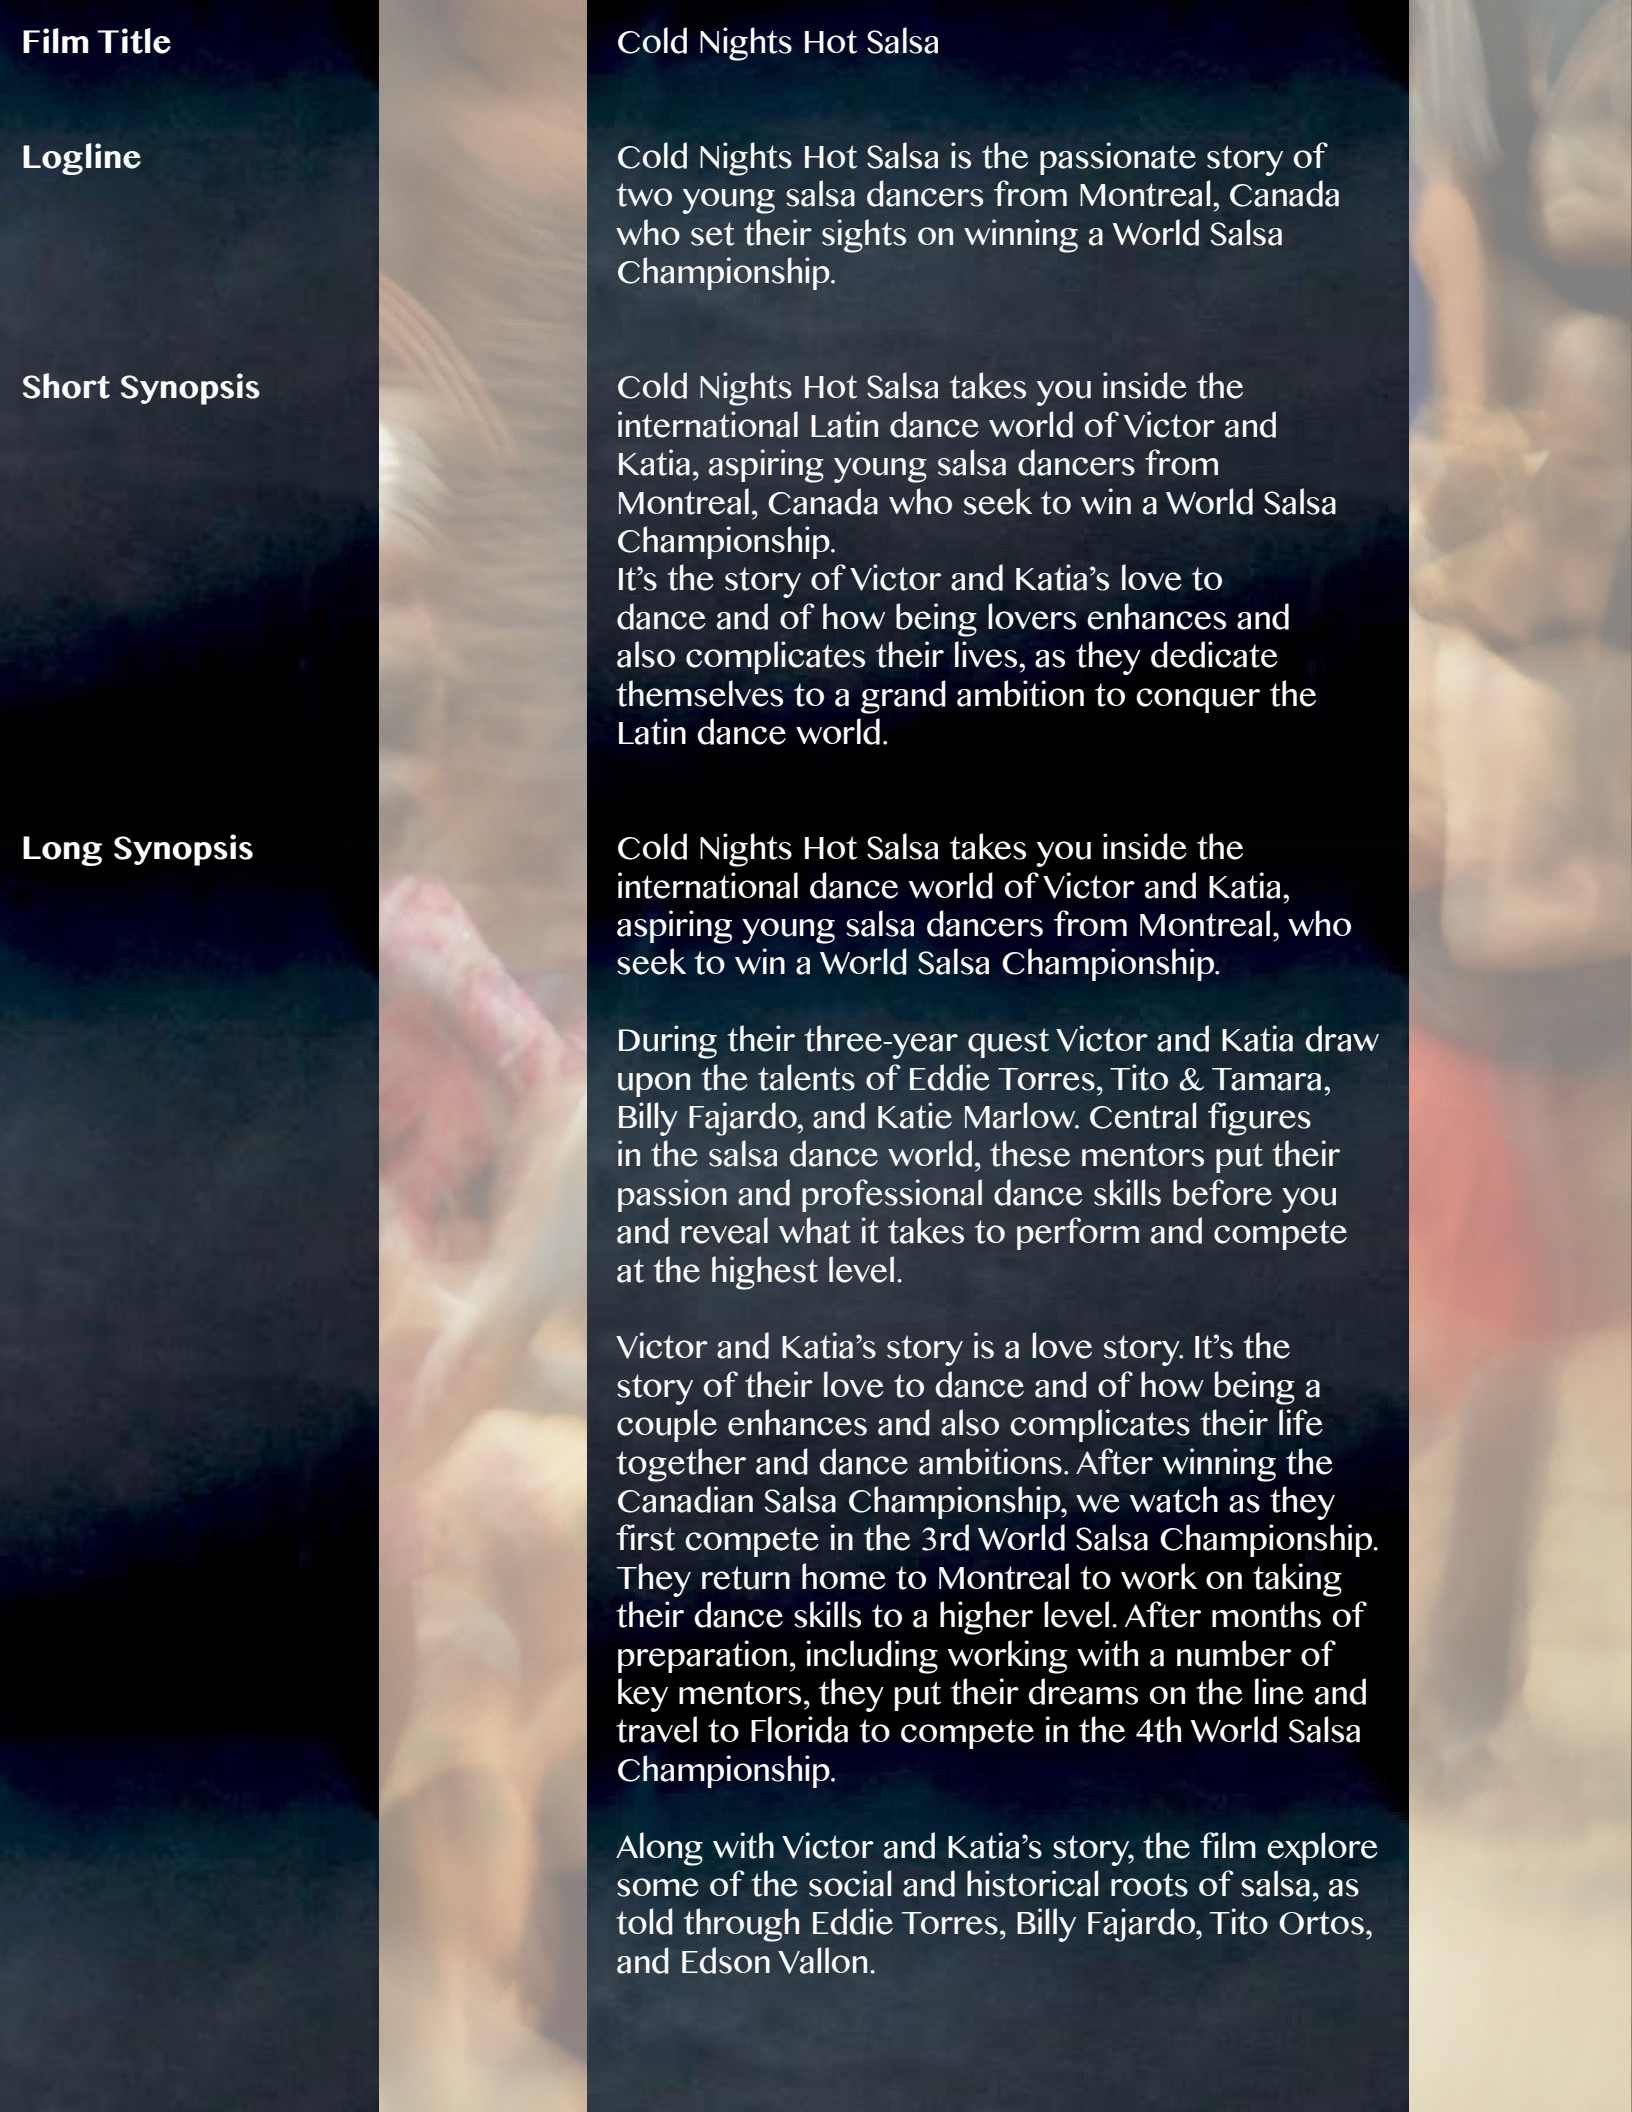 Film Title
Cold Nights Hot Salsa
Logline
Cold Nights Hot Salsa is the passionate story of
two young salsa dancers from Montreal, Canada
who set their sights on winning a World Salsa
Championship.
Short Synopsis
Cold Nights Hot Salsa takes you inside the
international Latin dance world of Victor and
Katia, aspiring young salsa dancers from
Montreal, Canada who seek to win a World Salsa
Championship.
It’s the story of Victor and Katia’s love to
dance and of how being lovers enhances and
also complicates their lives, as they dedicate
themselves to a grand ambition to conquer the
Latin dance world.
Long Synopsis
Cold Nights Hot Salsa takes you inside the
international dance world of Victor and Katia,
aspiring young salsa dancers from Montreal, who
seek to win a World Salsa Championship.
During their three-year quest Victor and Katia draw
upon the talents of Eddie Torres, Tito & Tamara,
Billy Fajardo, and Katie Marlow. Central figures
in the salsa dance world, these mentors put their
passion and professional dance skills before you
and reveal what it takes to perform and compete
at the highest level.
Victor and Katia’s story is a love story. It’s the
story of their love to dance and of how being a
couple enhances and also complicates their life
together and dance ambitions. After winning the
Canadian Salsa Championship, we watch as they
first compete in the 3rd World Salsa Championship.
They return home to Montreal to work on taking
their dance skills to a higher level. After months of
preparation, including working with a number of
key mentors, they put their dreams on the line and
travel to Florida to compete in the 4th World Salsa
Championship.
Along with Victor and Katia’s story, the film explore
some of the social and historical roots of salsa, as
told through Eddie Torres, Billy Fajardo, Tito Ortos,
and Edson Vallon.